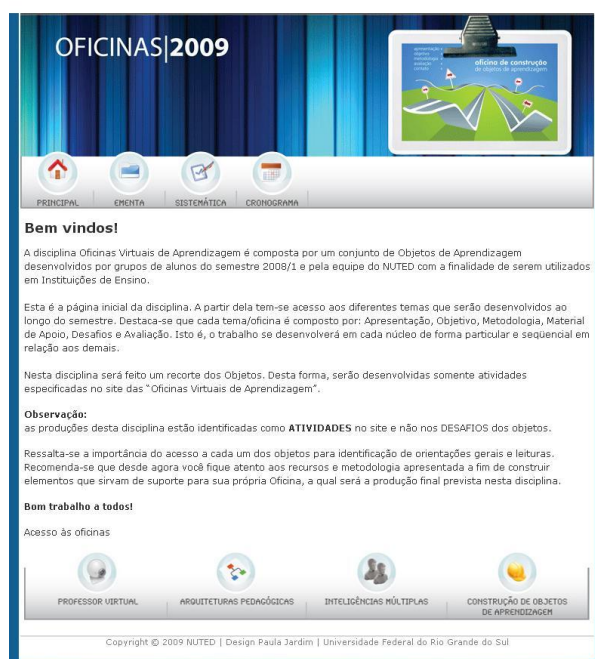 OFICINAS|2009
apresentação
objetivo
metodologia
avaliação
contato
oficina de construção
de objetos de aprendizagem
PRINCIPAL
EMENTA
SISTEMÁTICA
CRONOGRAMA
Bem vindos!
A disciplina Oficinas Virtuais de Aprendizagem é composta por um conjunto de Objetos de Aprendizagem
desenvolvidos por grupos de alunos do semestre 2008/1 e pela equipe do NUTED com a finalidade de serem utilizados
em Instituições de Ensino.
Esta é a página inicial da disciplina. A partir dela tem-se acesso aos diferentes temas que serão desenvolvidos ao
longo do semestre. Destaca-se que cada tema/oficina é composto por: Apresentação, Objetivo, Metodologia, Material
de Apoio, Desafios e Avaliação. Isto é, o trabalho se desenvolverá em cada núcleo de forma particular e seqüencial em
relação aos demais.
Nesta disciplina será feito um recorte dos Objetos. Desta forma, serão desenvolvidas somente atividades
especificadas no site das "Oficinas Virtuais de Aprendizagem".
Observação:
as produções desta disciplina estão identificadas como ATIVIDADES no site e não nos DESAFIOS dos objetos.
Ressalta-se a importância do acesso a cada um dos objetos para identificação de orientações gerais e leituras.
Recomenda-se que desde agora você fique atento aos recursos e metodologia apresentada a fim de construir
elementos que sirvam de suporte para sua própria Oficina, a qual será a produção final prevista nesta disciplina.
Bom trabalho a todos!
Acesso às oficinas
PROFESSOR VIRTUAL
ARQUITETURAS PEDAGÓGICAS
INTELIGÊNCIAS MÚLTIPLAS
CONSTRUÇÃO DE OBJETOS
DE APRENDIZAGEM
Copyright © 2009 NUTED | Design Paula Jardim | Universidade Federal do Rio Grande do Sul